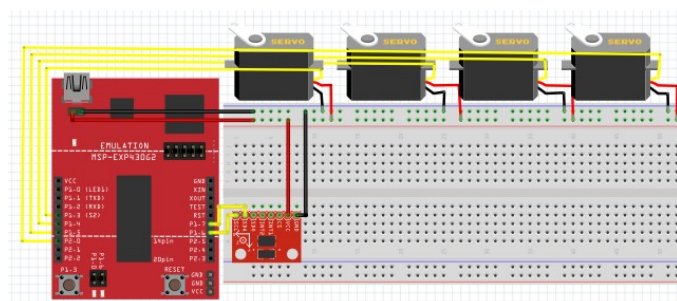 SERVO
SERVO
SERVO
SERVO
EMULATION
MSP-EXP430G2
VCC
P1.0 (LED1)
P1.1 (TXD)
P1.2 (RXD)
P1.3 (S2)
P1.4
P1.5
P2.0
P2.1
P2.2
GND
XIN
XOUT
TEST
RST
P1.7
P1.6
P2.5
P2.4
P2.3
14pin
20pin
P1.3
RESET
GND
GND
VCC